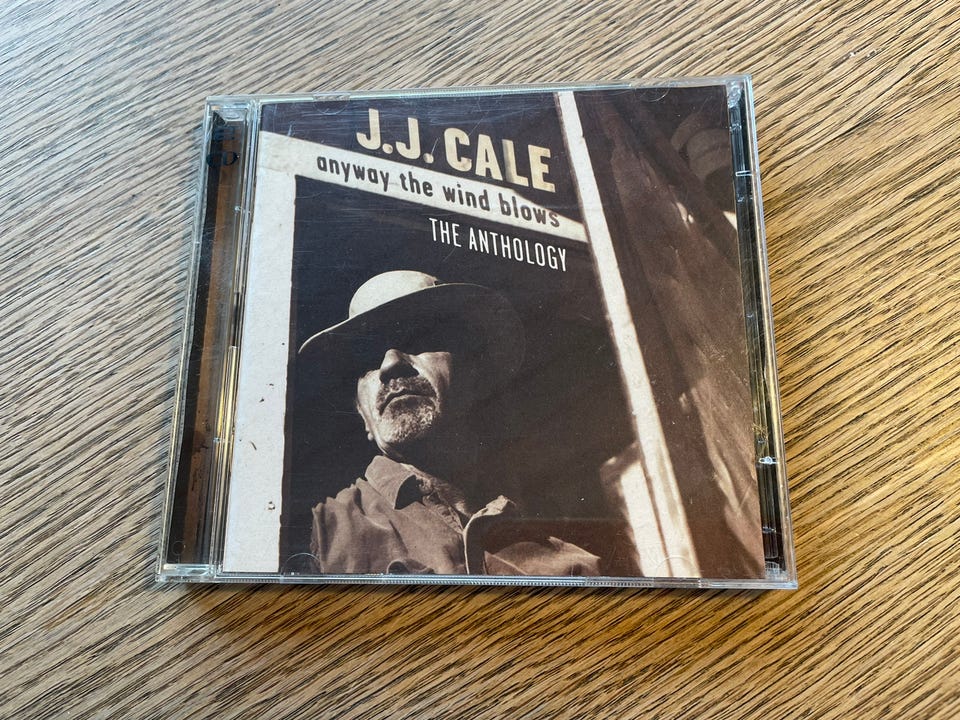 J.J. CALE
anyway the wind blows
THE ANTHOLOGY